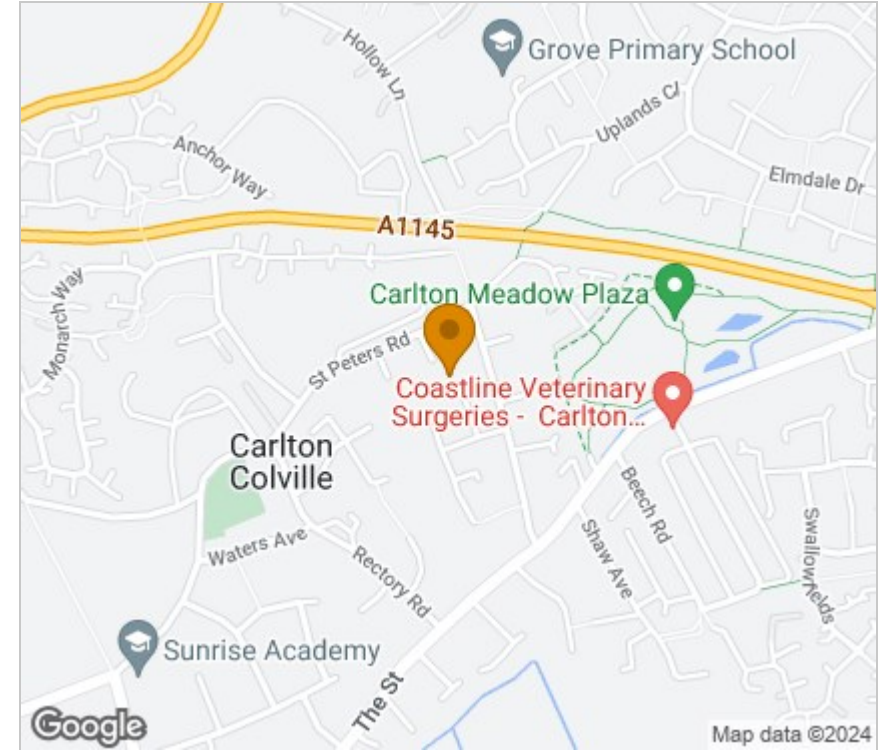 Hollow Ln
Grove Primary School
Uplands Cl
Anchor Way
Elmdale Dr
A1145
Monarch Way
Carlton Meadow Plaza
St Peters Rd
Coastline Veterinary
Surgeries - Carlton...
Carlton
Colville
Beech Rd
Swallowfields
Waters Ave
Shaw Ave
Rectory Rd
Sunrise Academy
The St
Google
Map data ©2024